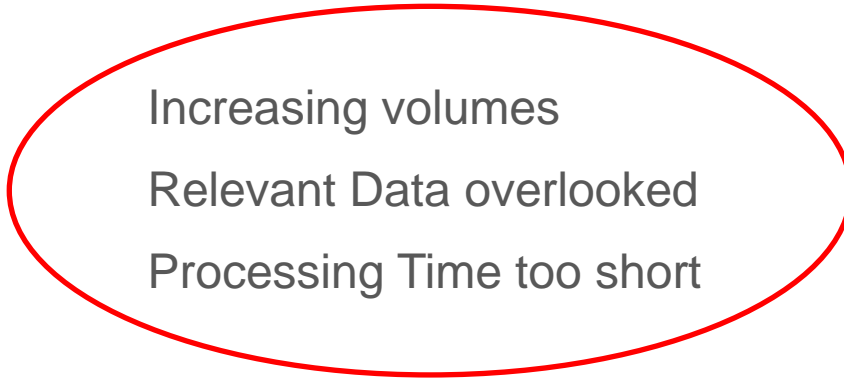 Increasing volumes
Relevant Data overlooked
Processing Time too short